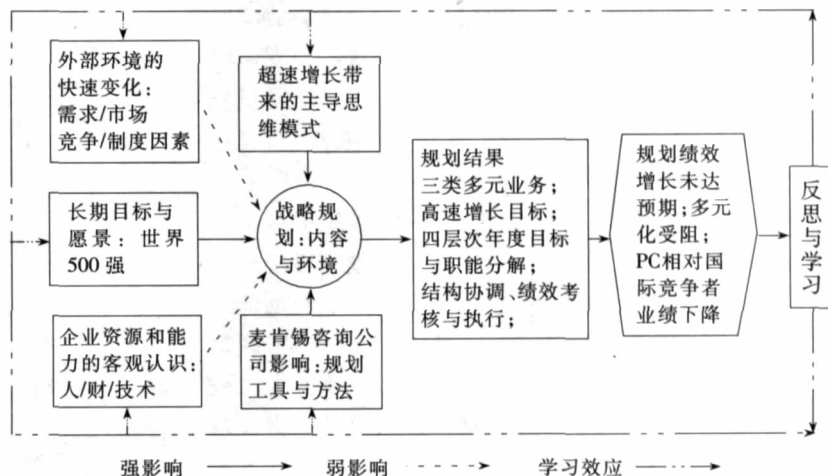 外部环境的
快速变化：
需求/市场
竞争/制度因素
超速增长带
来的主导思
维模式
长期目标与
愿景：世界
500强
战略规
划：内容
与环境
企业资源和能
力的客观认识：
人/财/技术
麦肯锡咨询公
司影响：规划
工具与方法
规划结果
三类多元业务；
高速增长目标；
四层次年度目标
与职能分解；
结构协调、绩效考
核与执行；
规划绩效
增长未达
预期；多元
化受阻；
PC相对国
际竞争者
业绩下降
反思与学习
强影响
弱影响
学习效应